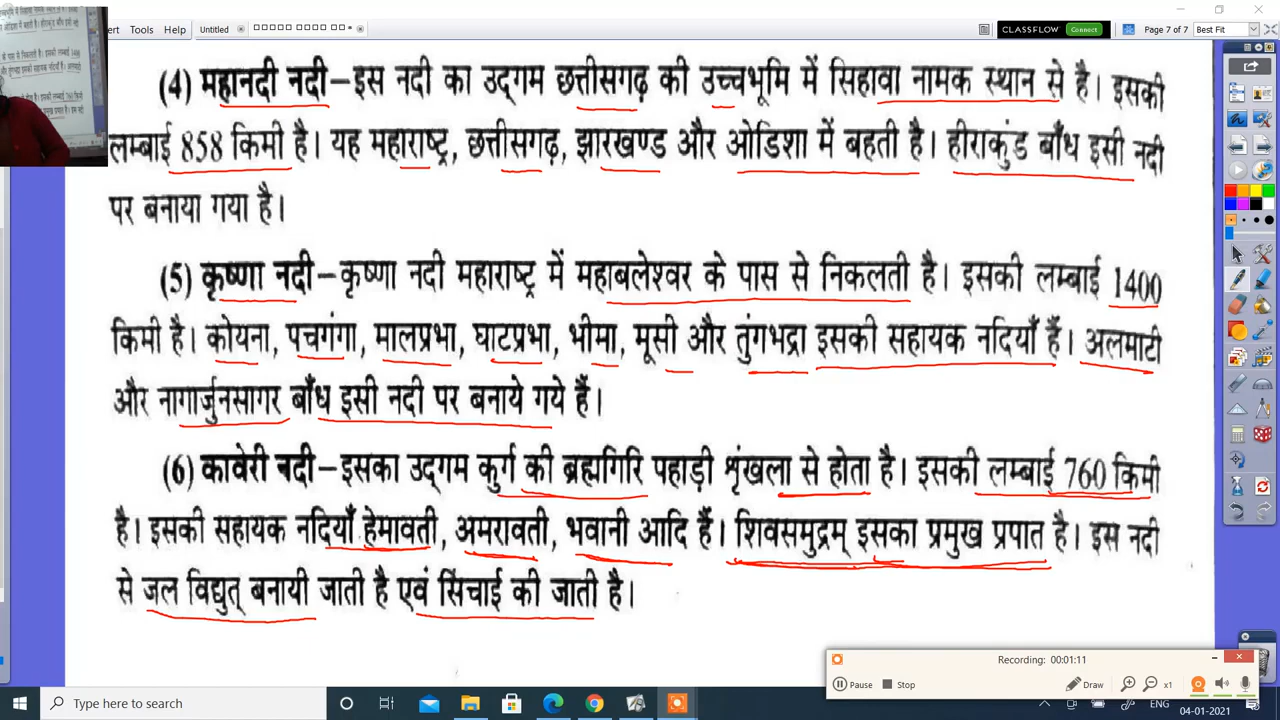 ert Tools Help Untitled CLASSFLOW Connect Page 7 of 7 Best Fit
(4) महानदी नदी–इस नदी का उद्‌गम छत्तीसगढ़ की उच्चभूमि में सिहावा नामक स्थान से है। इसकी
लम्बाई 858 किमी है। यह महाराष्ट्र, छत्तीसगढ़, झारखण्ड और ओडिशा में बहती है। हीराकुंड बाँध इसी नदी
पर बनाया गया है।
(5) कृष्णा नदी–कृष्णा नदी महाराष्ट्र में महाबलेश्वर के पास से निकलती है। इसकी लम्बाई 1400
किमी है। कोयना, पचगंगा, मालप्रभा, घाटप्रभा, भीमा, मूसी और तुंगभद्रा इसकी सहायक नदियाँ हैं। अलमाटी
और नागार्जुनसागर बाँध इसी नदी पर बनाये गये हैं।
(6) कावेरी नदी–इसका उद्‌गम कुर्ग की ब्रह्मगिरि पहाड़ी शृंखला से होता है। इसकी लम्बाई 760 किमी
है। इसकी सहायक नदियाँ हेमावती, अमरावती, भवानी आदि हैं। शिवसमुद्रम् इसका प्रमुख प्रपात है। इस नदी
से जल विद्युत् बनायी जाती है एवं सिंचाई की जाती है।
Recording: 00:01:11
Pause Stop Draw x1
Type here to search ENG
04-01-2021